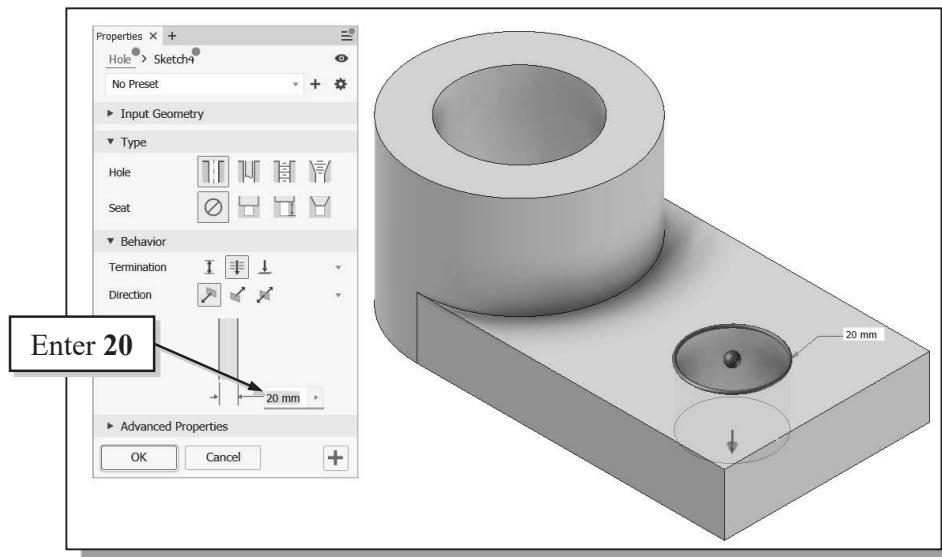 Properties × +
Hole > Sketch4
No Preset
Input Geometry
Type
Hole
Seat
Behavior
Termination
Direction
Enter 20
20 mm
20 mm
Advanced Properties
OK
Cancel